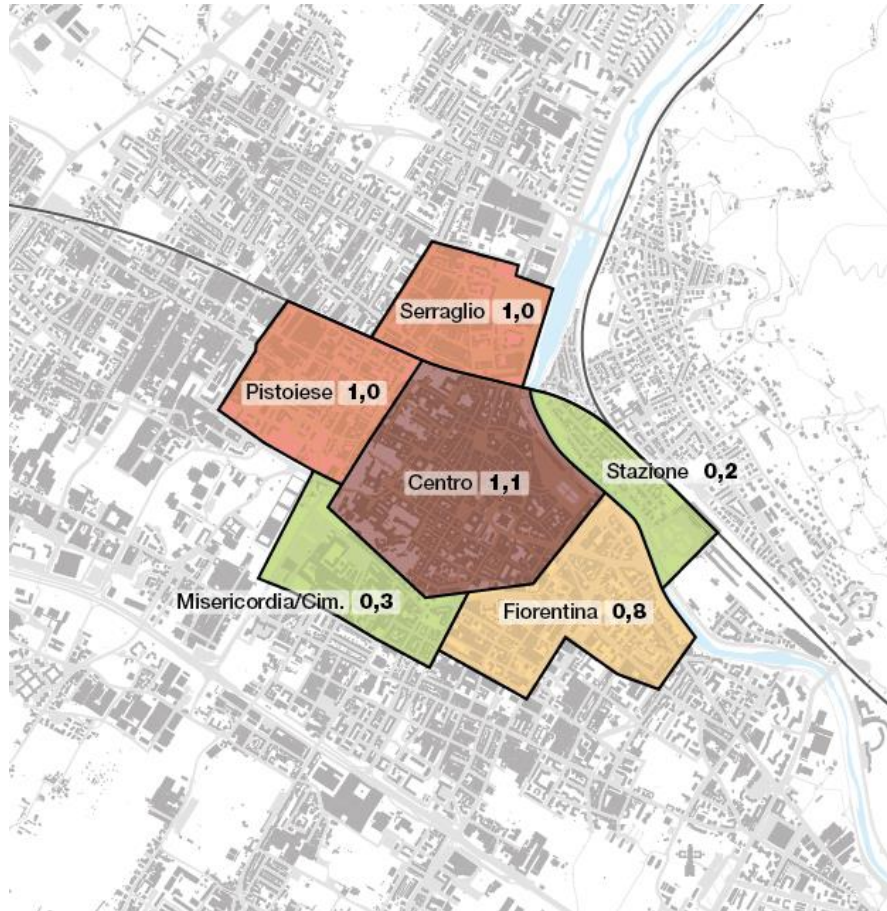 Serraglio 1,0
Pistoiese 1,0
Centro 1,1
Stazione 0,2
Misericordia/Cim. 0,3
Fiorentina 0,8